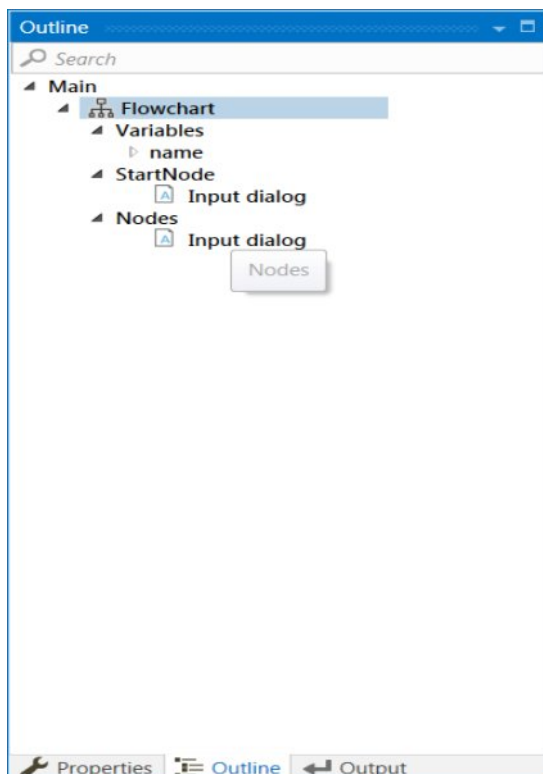 Outline
Search
Main
Flowchart
Variables
name
StartNode
A Input dialog
Nodes
A Input dialog
Nodes
Properties Outline Output